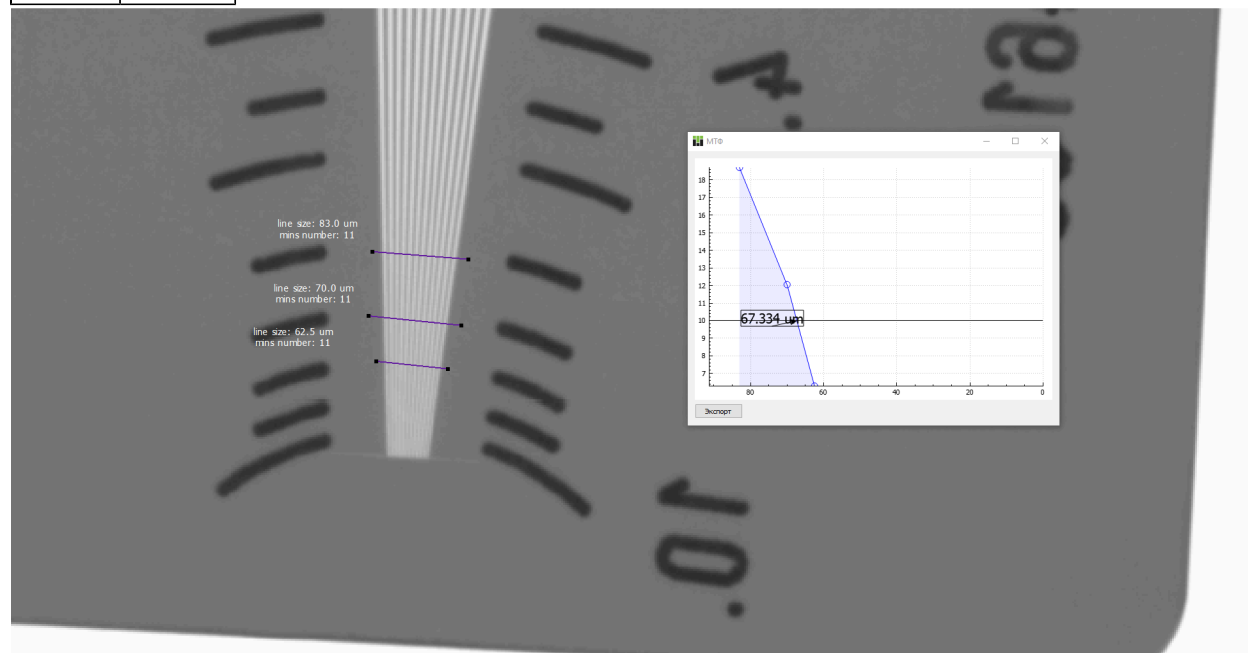 line size: 83.0 um
mins number: 11
line size: 70.0 um
mins number: 11
line size: 62.5 um
mins number: 11
4.
10.
МТФ
18
17
16
15
14
13
12
11
10
9
8
7
67.334 um
80
60
40
20
0
Экспорт